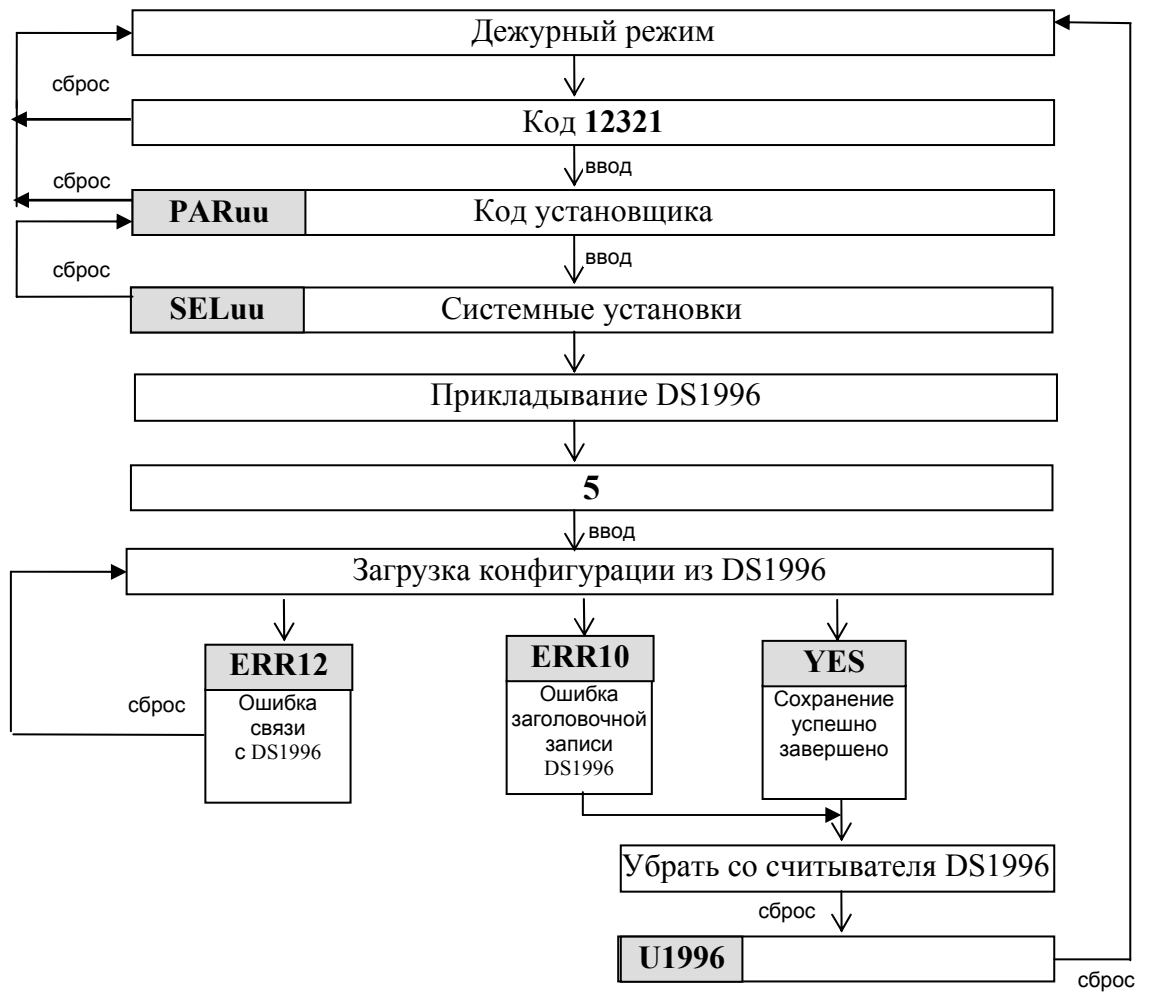 Дежурный режим
сброс
Код 12321
ввод
сброс
PARuu Код установщика
ввод
сброс
SELuu Системные установки
Прикладывание DS1996
5
ввод
Загрузка конфигурации из DS1996
ERR12
Ошибка
связи
с DS1996
сброс
ERR10
Ошибка
заголовочной
записи
DS1996
YES
Сохранение
успешно
завершено
Убрать со считывателя DS1996
сброс
U1996
сброс